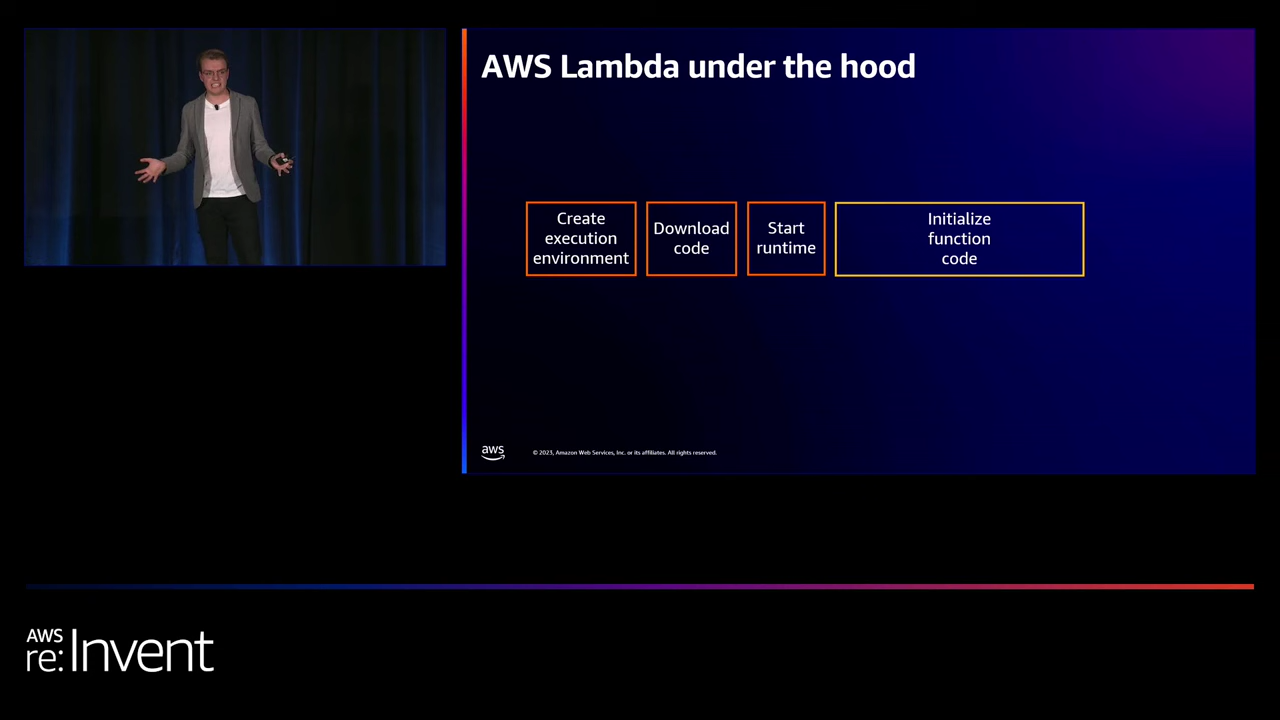 AWS Lambda under the hood
Create
execution
environment
Download
code
Start
runtime
Initialize
function
code
aws
© 2023, Amazon Web Services, Inc. or its affiliates. All rights reserved.
AWS
re:Invent